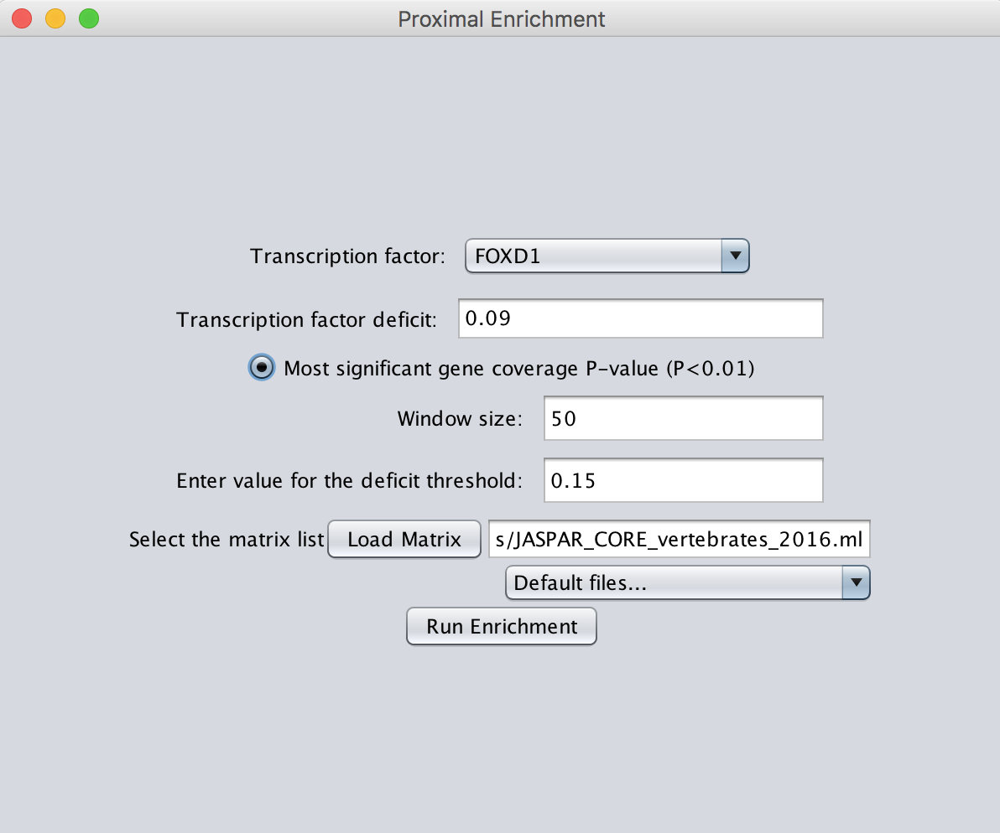 Proximal Enrichment
Transcription factor: FOXD1
Transcription factor deficit: 0.09
Most significant gene coverage P-value (P<0.01)
Window size: 50
Enter value for the deficit threshold: 0.15
Select the matrix list Load Matrix s/JASPAR_CORE_vertebrates_2016.ml
Default files...
Run Enrichment